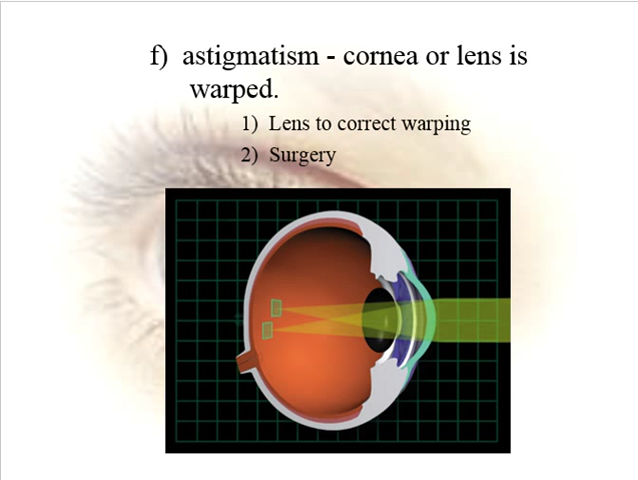 f) astigmatism - cornea or lens is
warped.
1) Lens to correct warping
2) Surgery